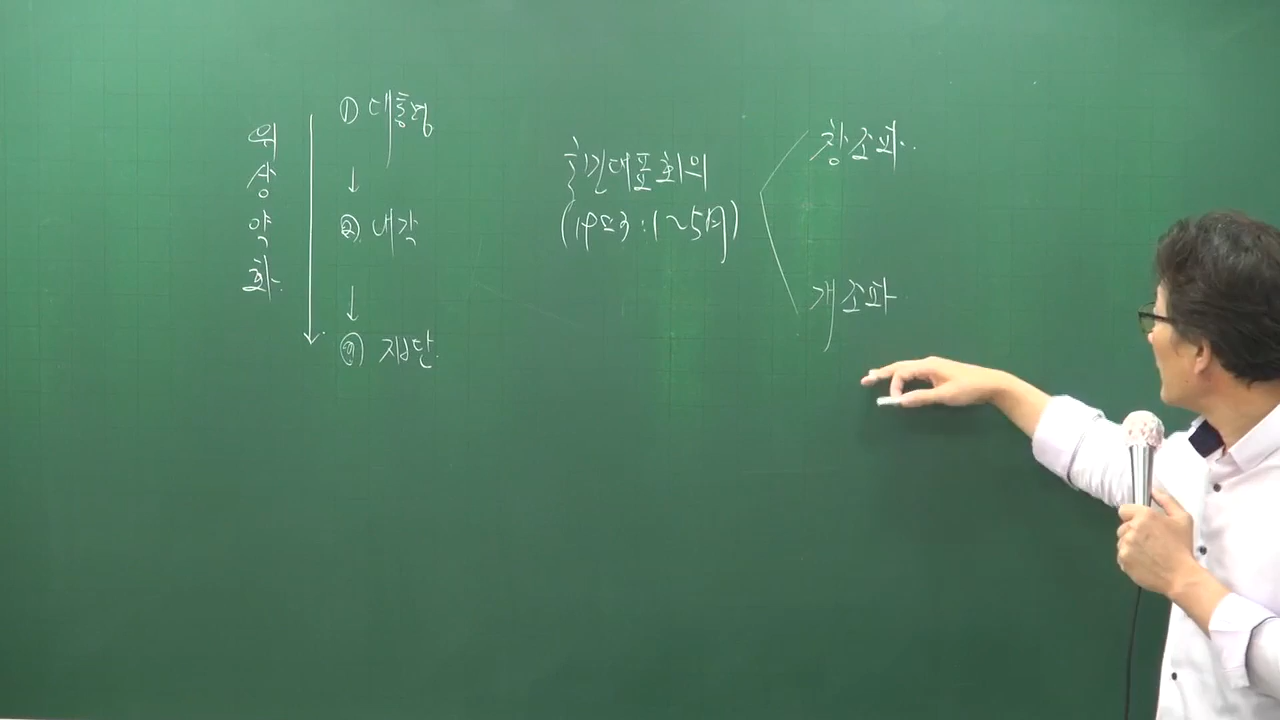 위상약화
① 대통령
↓
② 내각
↓
③ 집단
국민대표회의
(1923 : 1~5月)
창조파
개조파